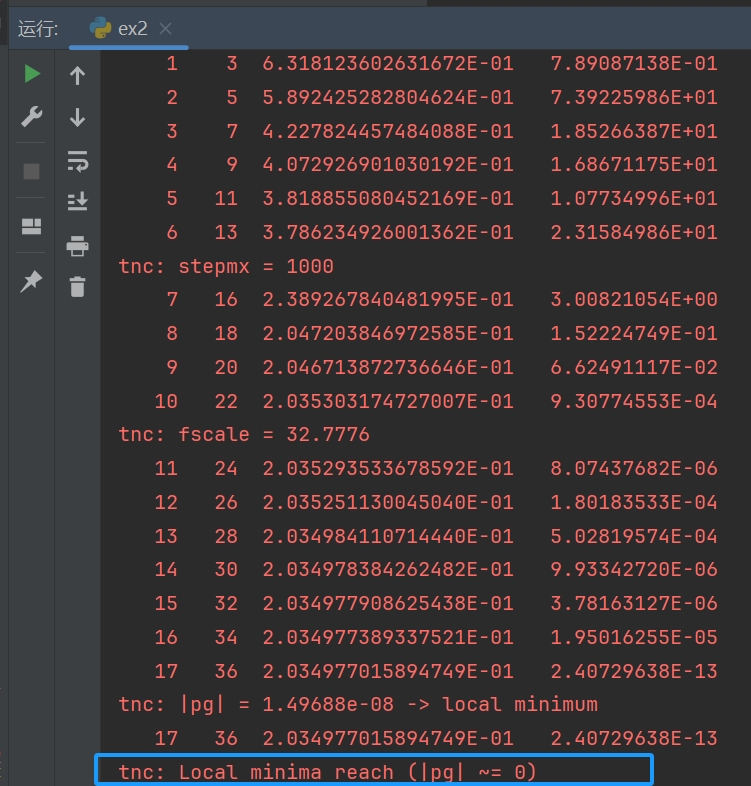 运行: ex2
1 3 6.318123602631672E-01 7.89087138E-01
2 5 5.892425282804624E-01 7.39225986E+01
3 7 4.227824457484088E-01 1.85266387E+01
4 9 4.072926901030192E-01 1.68671175E+01
5 11 3.818855080452169E-01 1.07734996E+01
6 13 3.786234926001362E-01 2.31584986E+01
tnc: stepmx = 1000
7 16 2.389267840481995E-01 3.00821054E+00
8 18 2.047203846972585E-01 1.52224749E-01
9 20 2.046713872736646E-01 6.62491117E-02
10 22 2.035303174727007E-01 9.30774553E-04
tnc: fscale = 32.7776
11 24 2.035293533678592E-01 8.07437682E-06
12 26 2.035251130045040E-01 1.80183533E-04
13 28 2.034984110714440E-01 5.02819574E-04
14 30 2.034978384262482E-01 9.93342720E-06
15 32 2.034977908625438E-01 3.78163127E-06
16 34 2.034977389337521E-01 1.95016255E-05
17 36 2.034977015894749E-01 2.40729638E-13
tnc: |pg| = 1.49688e-08 -> local minimum
17 36 2.034977015894749E-01 2.40729638E-13
tnc: Local minima reach (|pg| ~= 0)